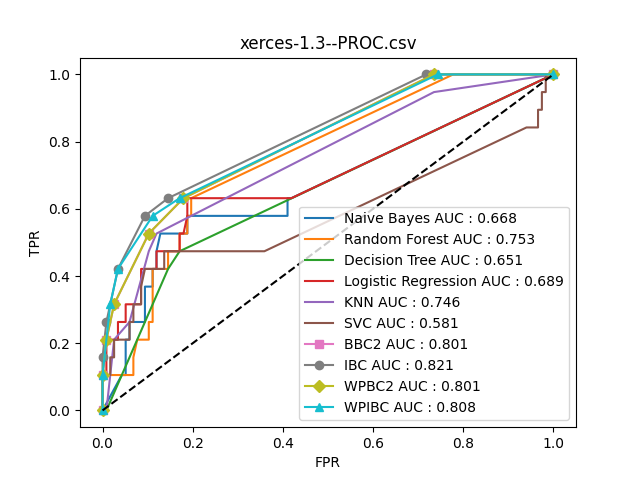 xerces-1.3--PROC.csv
1.0
0.8
0.6
0.4
0.2
0.0
TPR
Naive Bayes AUC : 0.668
Random Forest AUC : 0.753
Decision Tree AUC : 0.651
Logistic Regression AUC : 0.689
KNN AUC : 0.746
SVC AUC : 0.581
BBC2 AUC : 0.801
IBC AUC : 0.821
WPBC2 AUC : 0.801
WPIBC AUC : 0.808
0.0 0.2 0.4 0.6 0.8 1.0
FPR